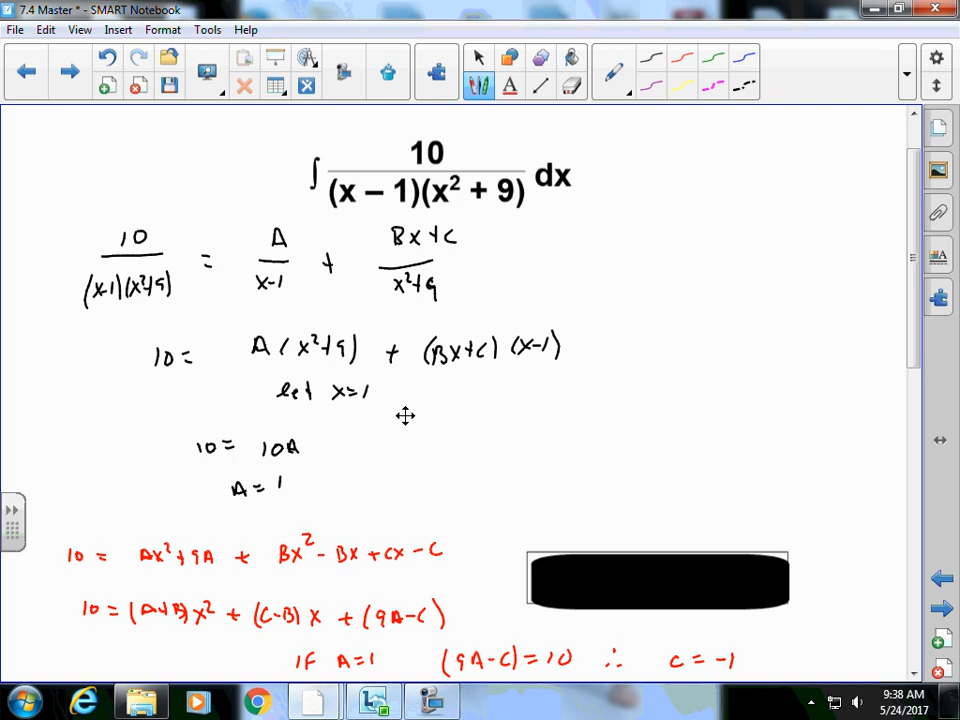 7.4 Master * - SMART Notebook
File Edit View Insert Format Tools Help
∫ 10 / (x – 1)(x² + 9) dx
10 / (x-1)(x²+9) = A / x-1 + Bx+C / x²+9
10 = A(x²+9) + (Bx+C)(x-1)
let x=1
10 = 10A
A = 1
10 = Ax²+9A + Bx²-Bx+Cx-C
10 = (A+B)x² + (C-B)x + (9A-C)
IF A=1 (9A-C)=10 ∴ C=-1
9:38 AM
5/24/2017